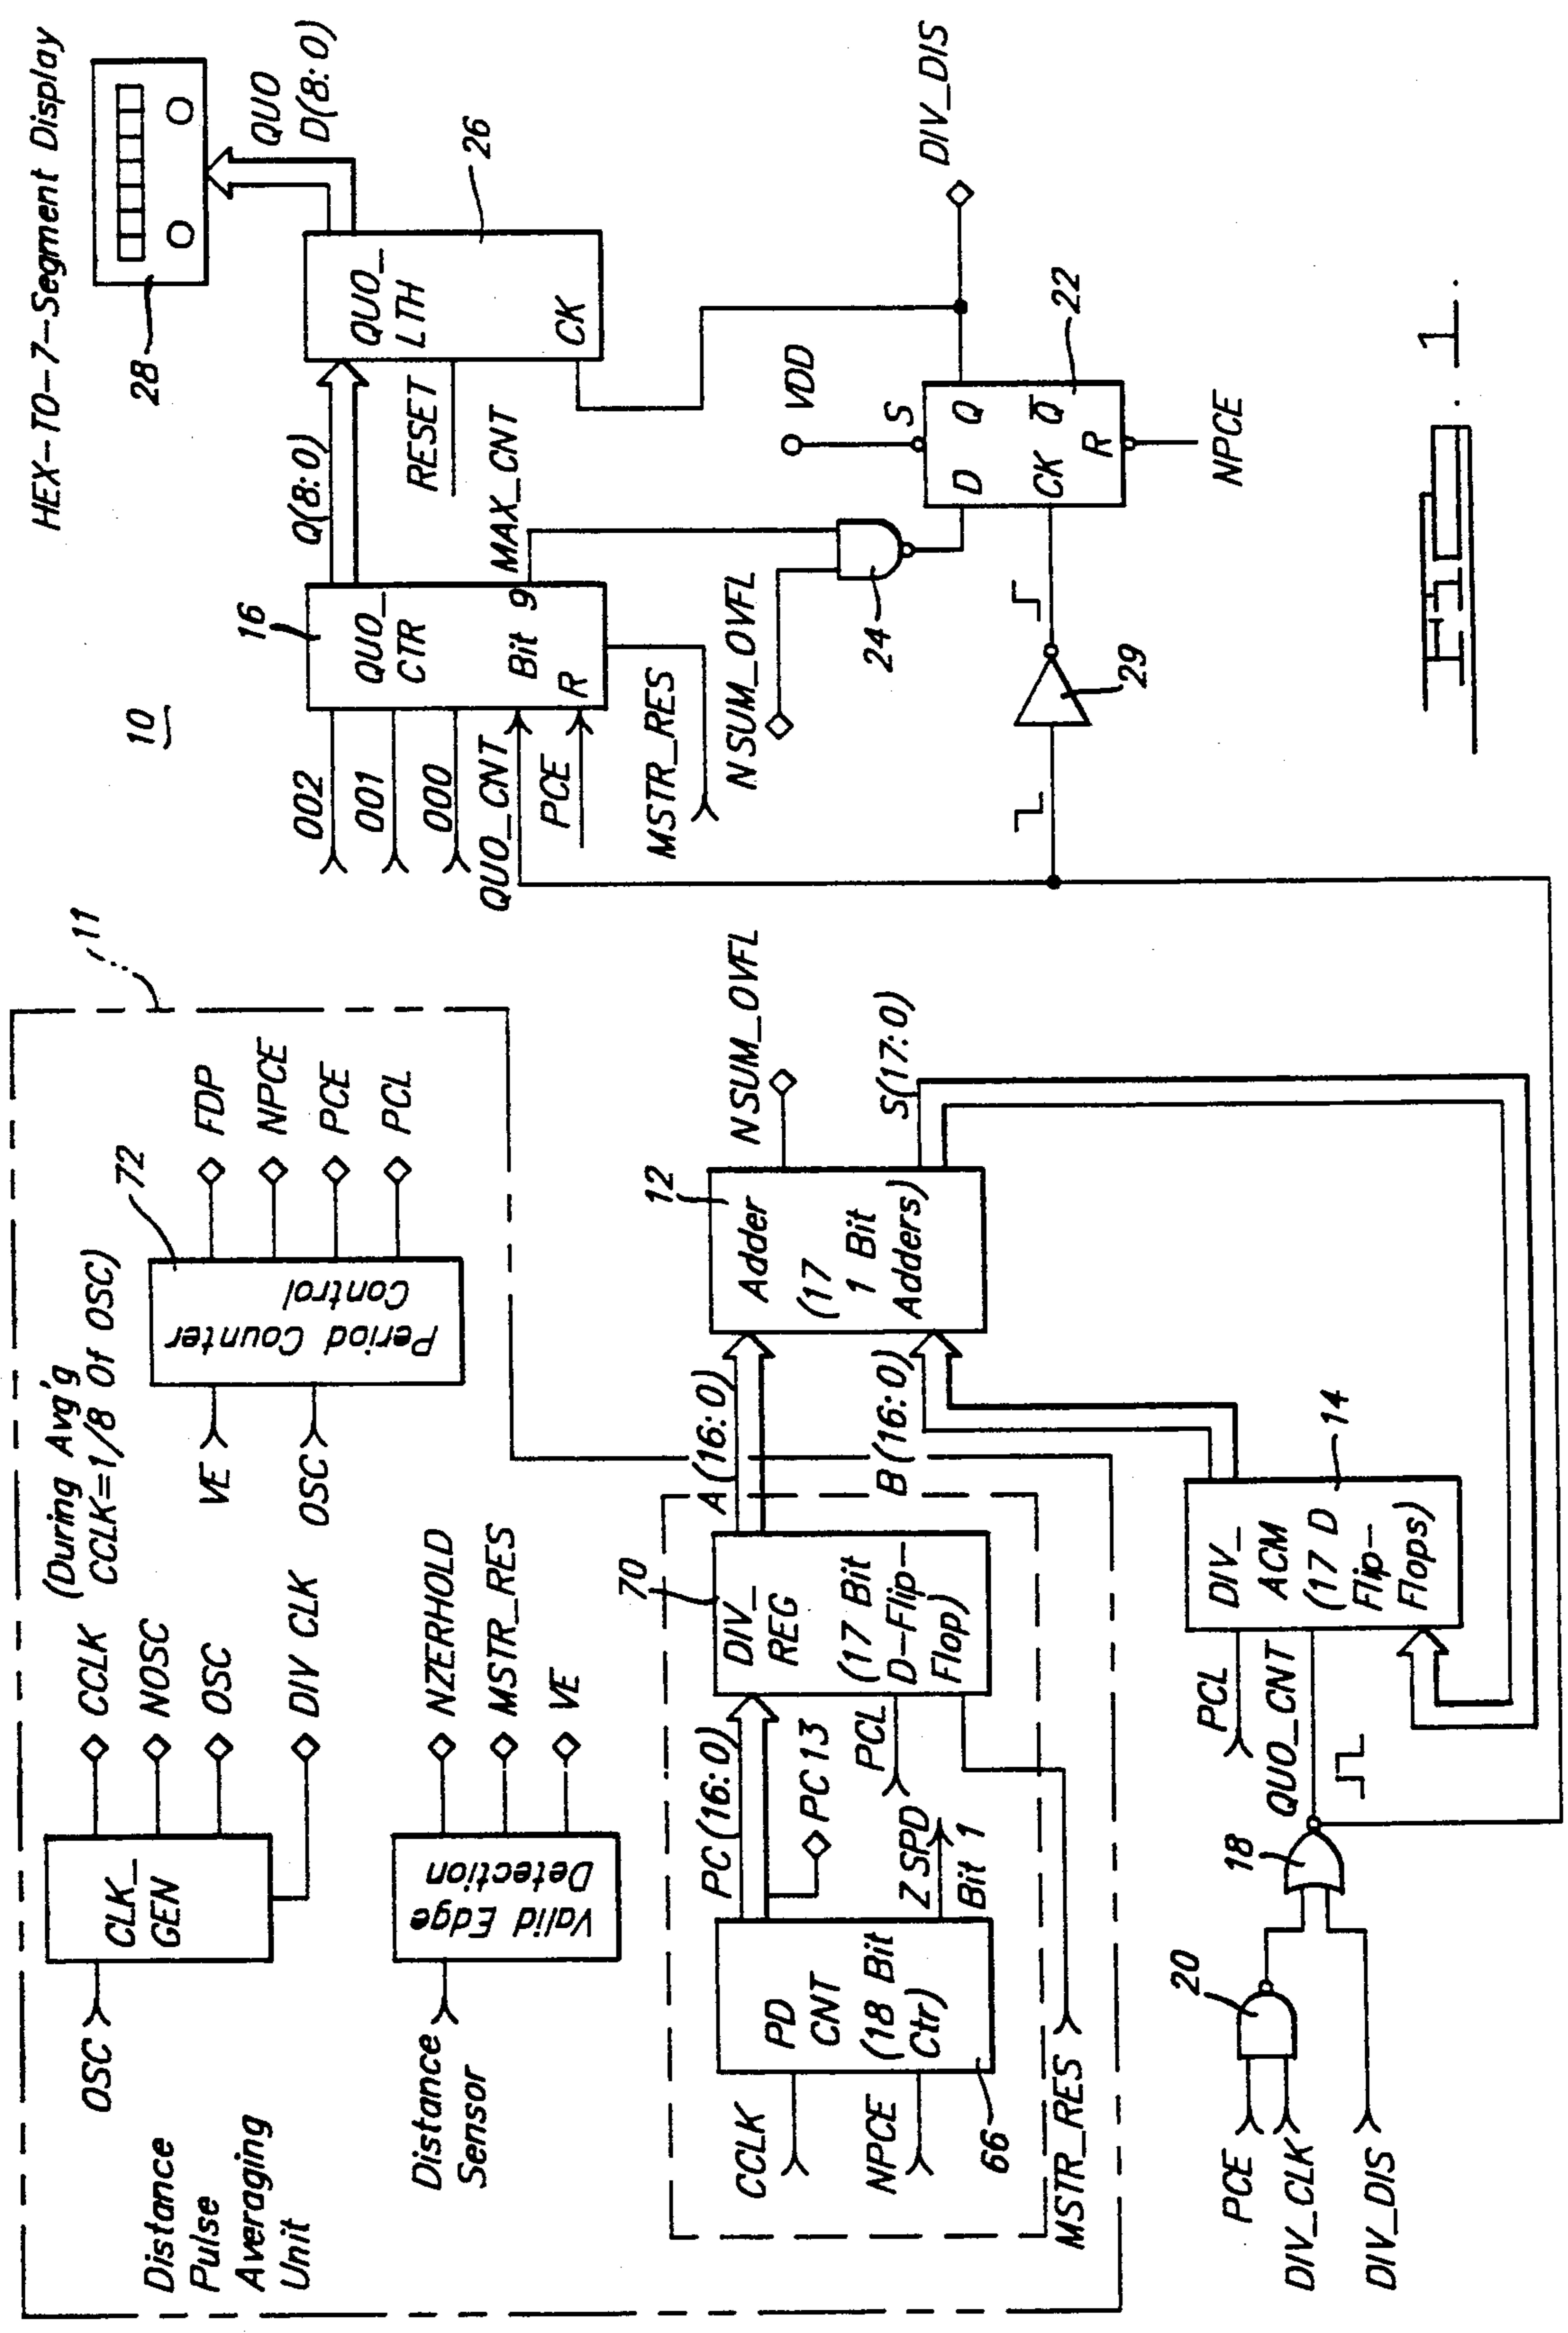 HEX-TO-7-Segment Display
28
QUO
D(8:0)
10
16
002
001
000
QUO_CNT
PCE
MSTR_RES
QUO_
CTR
Bit 9
R
Q(8:0)
RESET
MAX_CNT
QUO_
LTH
CK
26
NSUM_OVFL
24
VDD
S
D
Q
CK
Q
R
22
DIV_DIS
NPCE
29
11
OSC
CLK_
GEN
CCLK
NOSC
OSC
DIV CLK
(During Avg'g
CCLK=1/8 Of OSC)
VE
OSC
Period Counter
Control
72
FDP
NPCE
PCE
PCL
Distance
Pulse
Averaging
Unit
Distance
Sensor
Valid Edge
Detection
NZERHOLD
MSTR_RES
VE
CCLK
NPCE
66
PD
CNT
(18 Bit
Ctr)
PC(16:0)
PC13
Z SPD
Bit 1
PCL
MSTR_RES
70
DIV_
REG
(17 Bit
D-Flip-
Flop)
A(16:0)
B(16:0)
12
Adder
(17
1 Bit
Adders)
NSUM_OVFL
S(17:0)
PCE
DIV_CLK
DIV_DIS
20
18
PCL
QUO_CNT
DIV_
ACM
(17 D
Flip-
Flops)
14
Fig. 1.